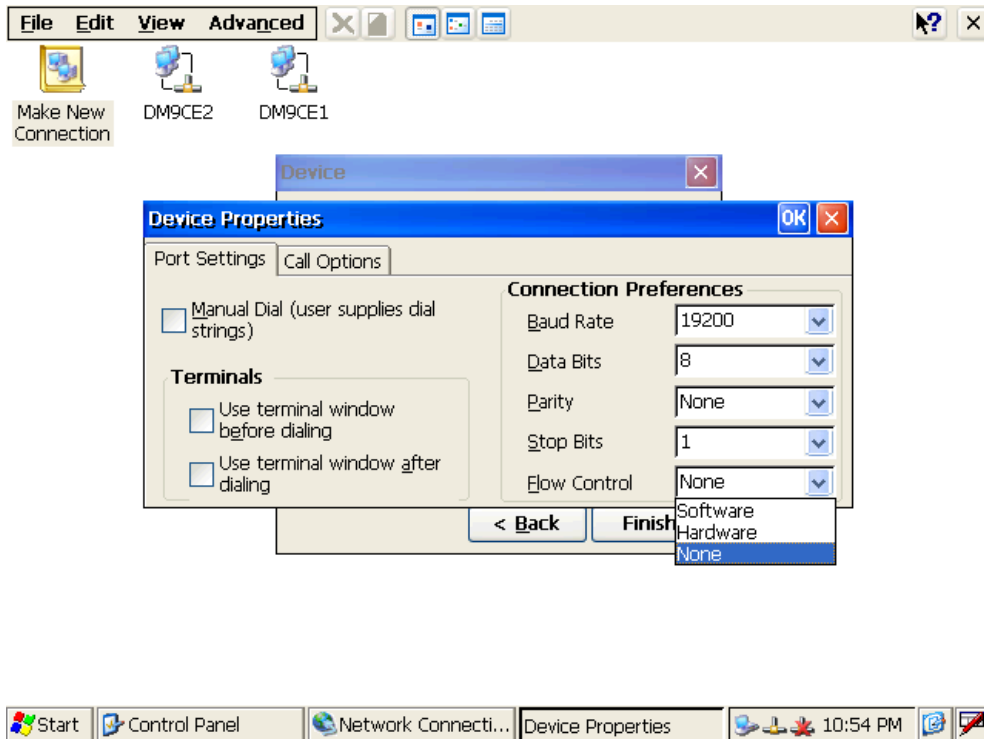 File Edit View Advanced
?
Make New
Connection
DM9CE2
DM9CE1
Device
Device Properties
OK
Port Settings
Call Options
Manual Dial (user supplies dial
strings)
Terminals
Use terminal window
before dialing
Use terminal window after
dialing
Connection Preferences
Baud Rate
19200
Data Bits
8
Parity
None
Stop Bits
1
Flow Control
None
Software
Hardware
None
< Back
Finish
Start
Control Panel
Network Connecti...
Device Properties
10:54 PM